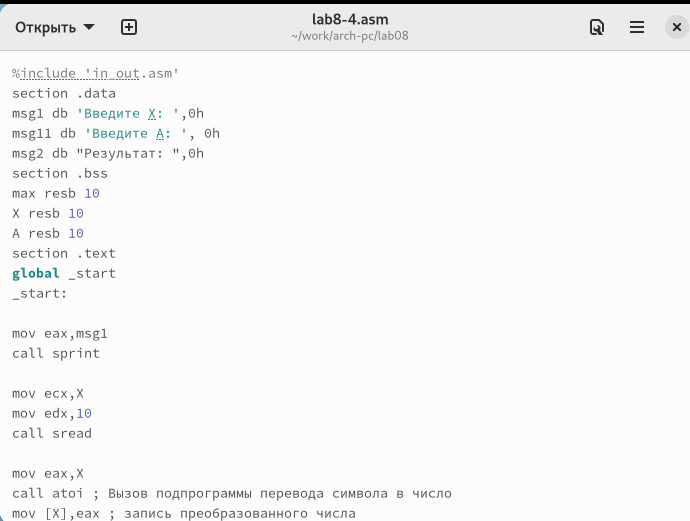 Открыть
lab8-4.asm
~/work/arch-pc/lab08
%include 'in_out.asm'
section .data
msg1 db 'Введите X: ',0h
msg11 db 'Введите A: ', 0h
msg2 db "Результат: ",0h
section .bss
max resb 10
X resb 10
A resb 10
section .text
global _start
_start:
mov eax,msg1
call sprint
mov ecx,X
mov edx,10
call sread
mov eax,X
call atoi ; Вызов подпрограммы перевода символа в число
mov [X],eax ; запись преобразованного числа